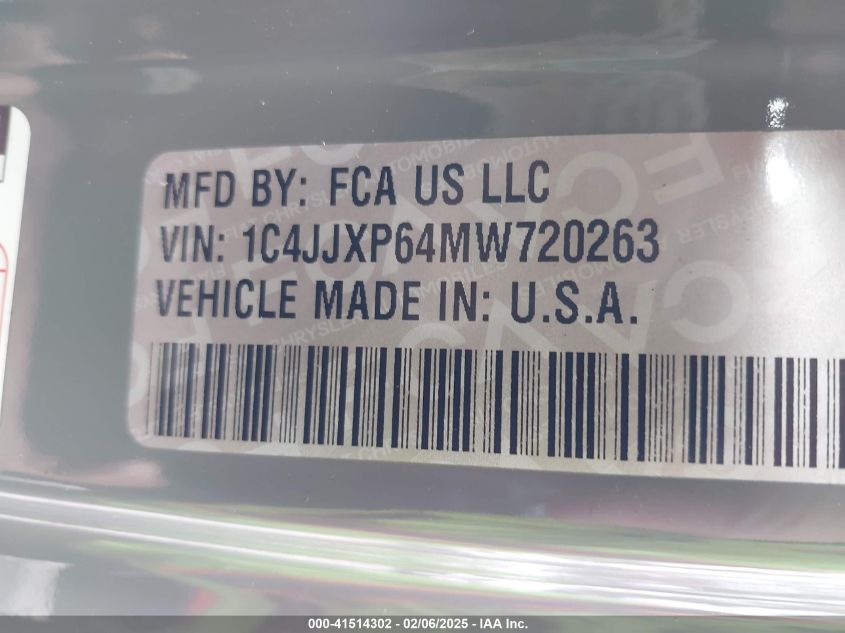 MFD BY: FCA US LLC
VIN: 1C4JJXP64MW720263
VEHICLE MADE IN: U.S.A.
000-41514302 - 02/06/2025 - IAA Inc.